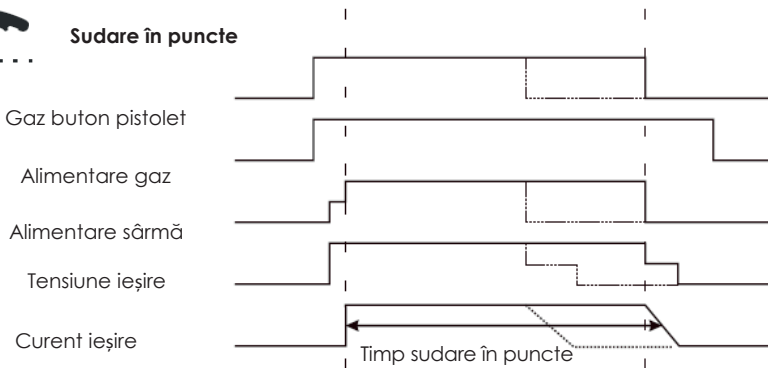 Sudare în puncte
Gaz buton pistolet
Alimentare gaz
Alimentare sârmă
Tensiune ieșire
Curent ieșire
Timp sudare în puncte